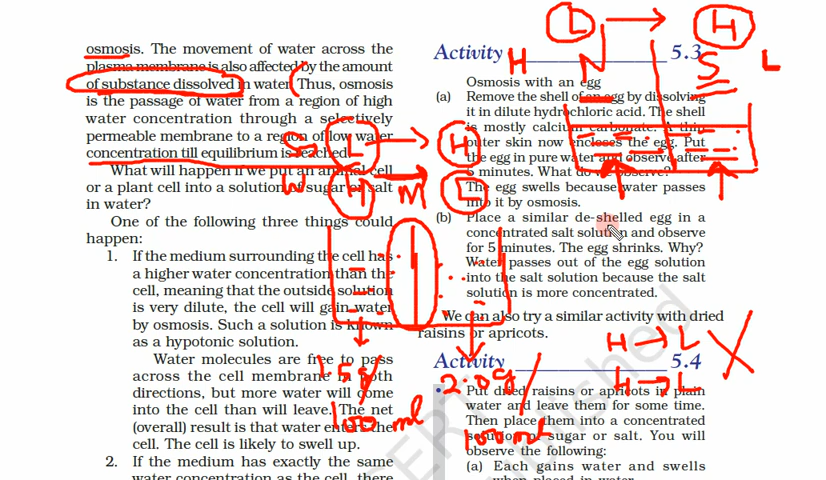 osmosis. The movement of water across the
plasma membrane is also affected by the amount
of substance dissolved in water. Thus, osmosis
is the passage of water from a region of high
water concentration through a selectively
permeable membrane to a region of low water
concentration till equilibrium is reached.
What will happen if we put an animal cell
or a plant cell into a solution of sugar or salt
in water?
One of the following three things could
happen:
1. If the medium surrounding the cell has
a higher water concentration than the
cell, meaning that the outside solution
is very dilute, the cell will gain water
by osmosis. Such a solution is known
as a hypotonic solution.
Water molecules are free to pass
across the cell membrane in both
directions, but more water will come
into the cell than will leave. The net
(overall) result is that water enters the
cell. The cell is likely to swell up.
2. If the medium has exactly the same
water concentration as the cell, there
S L → H
W H M → L
1.5g/
100 ml
2.0g/
100 ml
L → H
H N S L
Activity 5.3
Osmosis with an egg
(a) Remove the shell of an egg by dissolving
it in dilute hydrochloric acid. The shell
is mostly calcium carbonate. A thin
outer skin now encloses the egg. Put
the egg in pure water and observe after
5 minutes. What do we observe?
The egg swells because water passes
into it by osmosis.
(b) Place a similar de-shelled egg in a
concentrated salt solution and observe
for 5 minutes. The egg shrinks. Why?
Water passes out of the egg solution
into the salt solution because the salt
solution is more concentrated.
We can also try a similar activity with dried
raisins or apricots.
H → L
H → L
Activity 5.4
• Put dried raisins or apricots in plain
water and leave them for some time.
Then place them into a concentrated
solution of sugar or salt. You will
observe the following:
(a) Each gains water and swells
when placed in water.